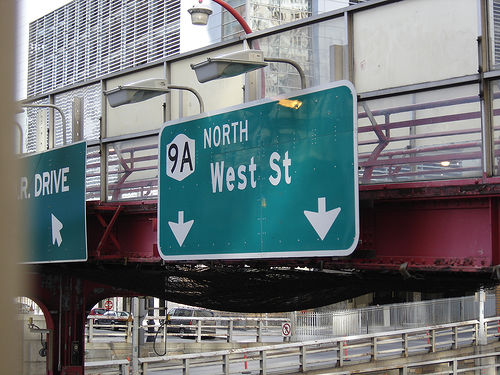 R. DRIVE
9A
NORTH
West St